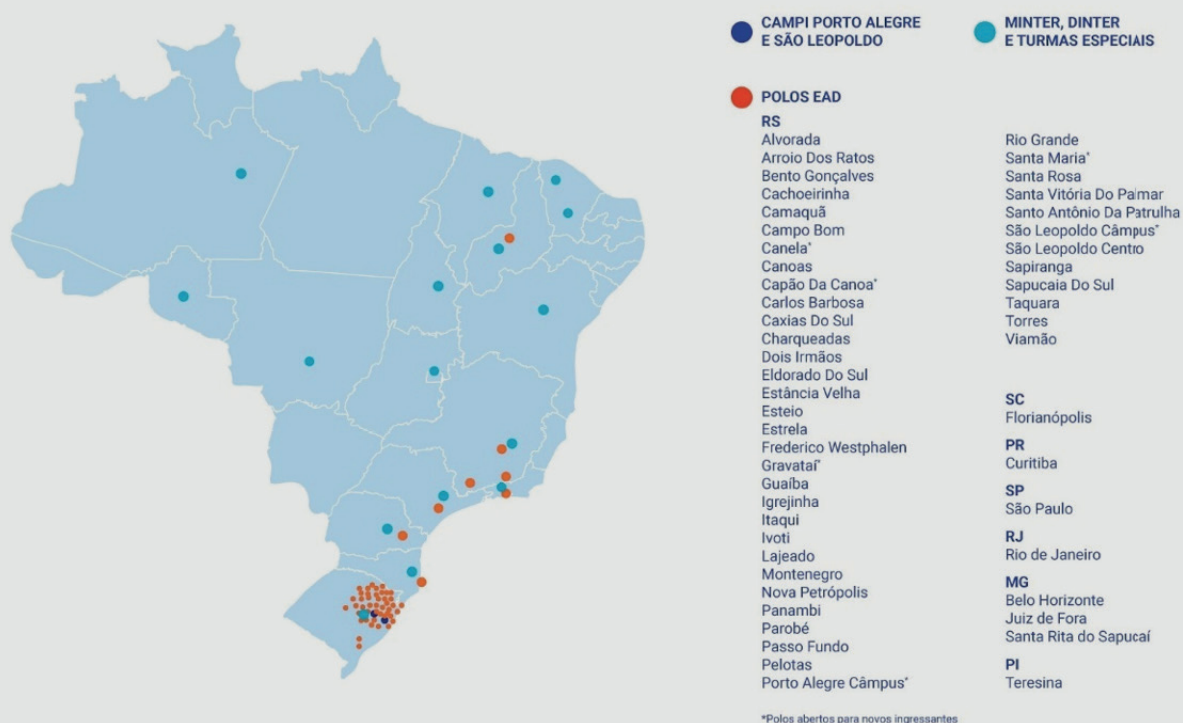 CAMPI PORTO ALEGRE
E SÃO LEOPOLDO
MINTER, DINTER
E TURMAS ESPECIAIS
POLOS EAD
RS
Alvorada
Arroio Dos Ratos
Bento Gonçalves
Cachoeirinha
Camaquã
Campo Bom
Canela*
Canoas
Capão Da Canoa*
Carlos Barbosa
Caxias Do Sul
Charqueadas
Dois Irmãos
Eldorado Do Sul
Estância Velha
Esteio
Estrela
Frederico Westphalen
Gravataí*
Guaíba
Igrejinha
Itaqui
Ivoti
Lajeado
Montenegro
Nova Petrópolis
Panambi
Parobé
Passo Fundo
Pelotas
Porto Alegre Câmpus*
Rio Grande
Santa Maria*
Santa Rosa
Santa Vitória Do Palmar
Santo Antônio Da Patrulha
São Leopoldo Câmpus*
São Leopoldo Centro
Sapiranga
Sapucaia Do Sul
Taquara
Torres
Viamão
SC
Florianópolis
PR
Curitiba
SP
São Paulo
RJ
Rio de Janeiro
MG
Belo Horizonte
Juiz de Fora
Santa Rita do Sapucaí
PI
Teresina
*Polos abertos para novos ingressantes